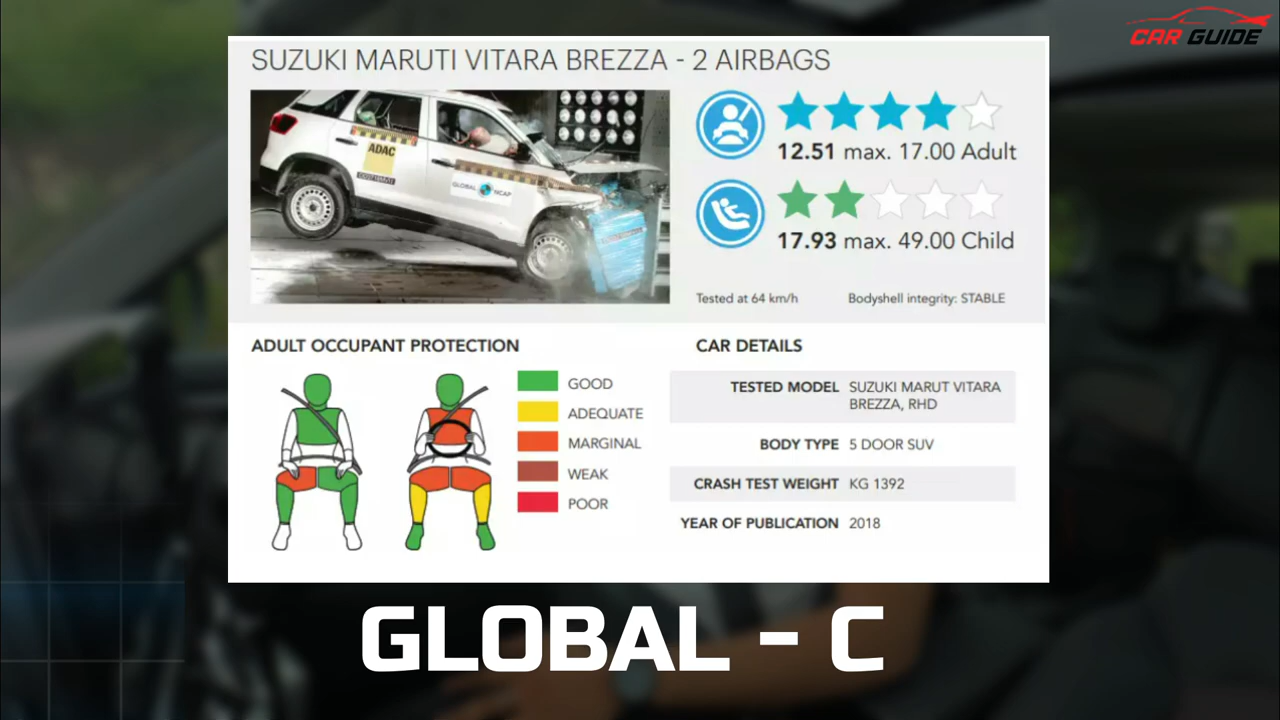 CAR GUIDE
SUZUKI MARUTI VITARA BREZZA - 2 AIRBAGS
ADAC
GLOBAL NCAP
12.51 max. 17.00 Adult
17.93 max. 49.00 Child
Tested at 64 km/h
Bodyshell integrity: STABLE
ADULT OCCUPANT PROTECTION
GOOD
ADEQUATE
MARGINAL
WEAK
POOR
CAR DETAILS
TESTED MODEL SUZUKI MARUT VITARA
BREZZA, RHD
BODY TYPE 5 DOOR SUV
CRASH TEST WEIGHT KG 1392
YEAR OF PUBLICATION 2018
GLOBAL - C